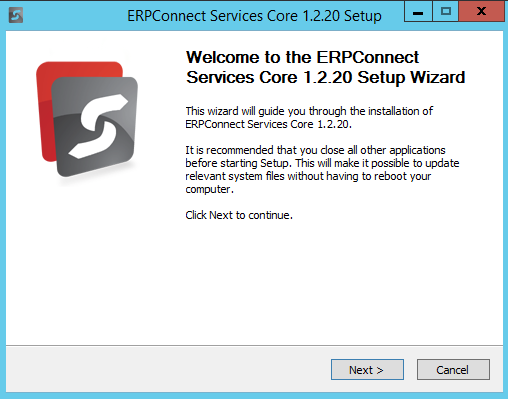 ERPConnect Services Core 1.2.20 Setup
Welcome to the ERPConnect
Services Core 1.2.20 Setup Wizard
This wizard will guide you through the installation of
ERPConnect Services Core 1.2.20.
It is recommended that you close all other applications
before starting Setup. This will make it possible to update
relevant system files without having to reboot your
computer.
Click Next to continue.
Next > Cancel